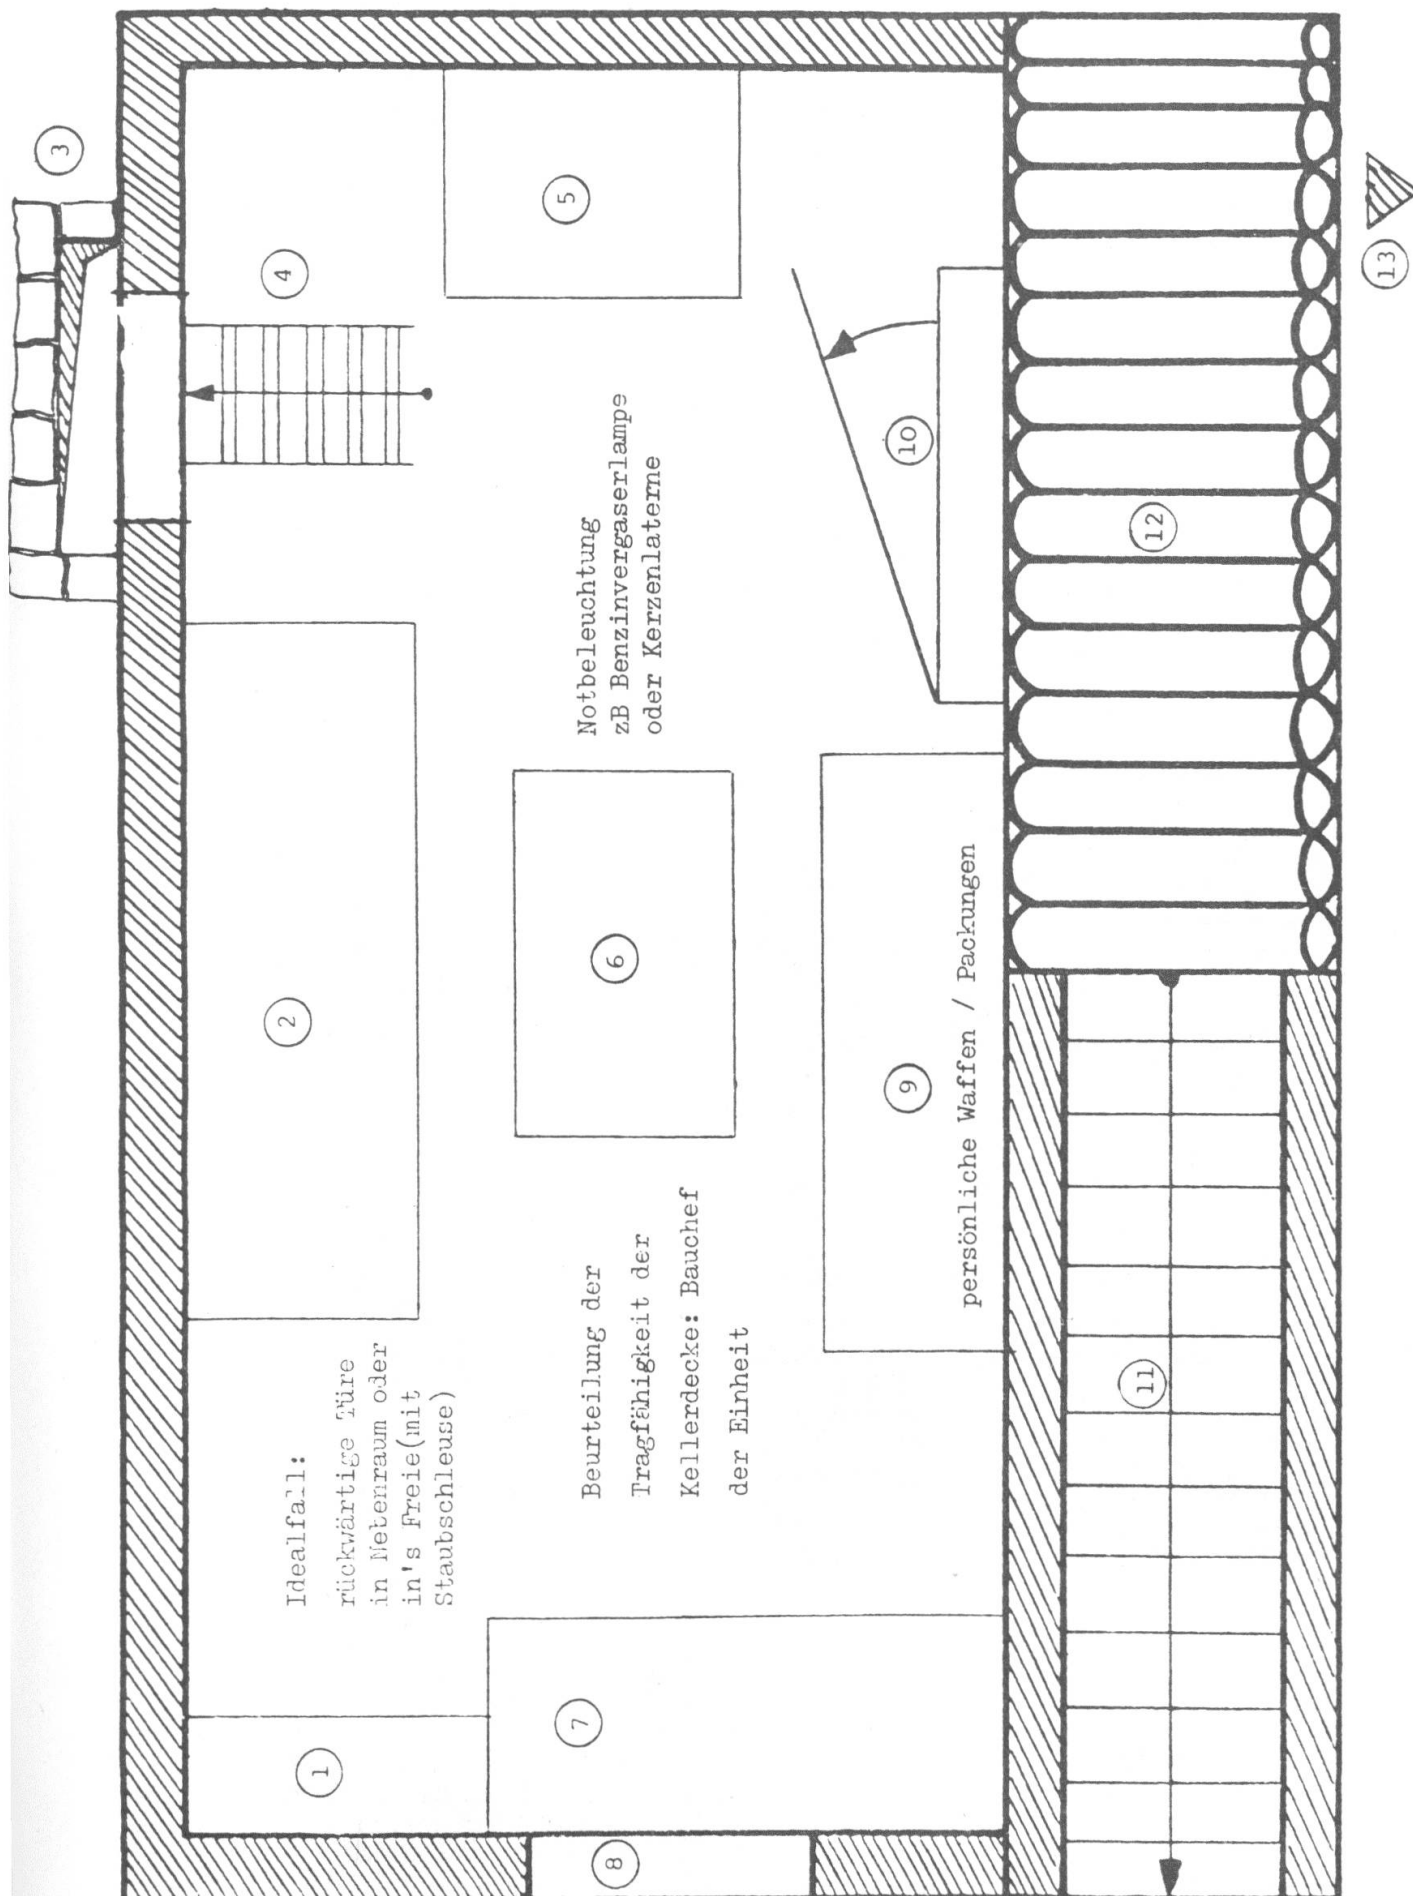 3
4
2
1
Idealfall:
rückwärtige Türe
in Netenraum oder
in's Freie(mit
Staubschleuse)
5
Notbeleuchtung
zB Benzinvergaserlampe
oder Kerzenlaterne
6
Beurteilung der
Tragfähigkeit der
Kellerdecke: Bauchef
der Einheit
7
8
10
9
persönliche Waffen / Packungen
12
11
13